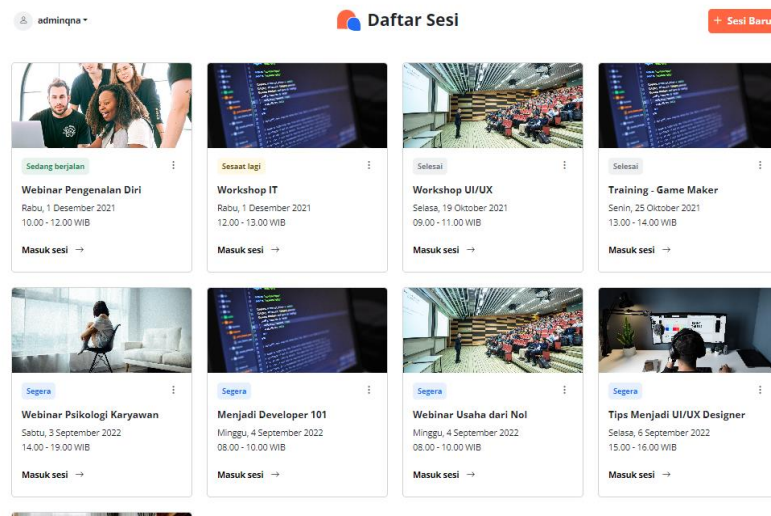 adminqna
Daftar Sesi
+ Sesi Baru
Sedang berjalan
Webinar Pengenalan Diri
Rabu, 1 Desember 2021
10.00 - 12.00 WIB
Masuk sesi →
Sesaat lagi
Workshop IT
Rabu, 1 Desember 2021
12.00 - 13.00 WIB
Masuk sesi →
Selesai
Workshop UI/UX
Selasa, 19 Oktober 2021
09.00 - 11.00 WIB
Masuk sesi →
Selesai
Training - Game Maker
Senin, 25 Oktober 2021
13.00 - 14.00 WIB
Masuk sesi →
Segera
Webinar Psikologi Karyawan
Sabtu, 3 September 2022
14.00 - 19.00 WIB
Masuk sesi →
Segera
Menjadi Developer 101
Minggu, 4 September 2022
08.00 - 10.00 WIB
Masuk sesi →
Segera
Webinar Usaha dari Nol
Minggu, 4 September 2022
08.00 - 10.00 WIB
Masuk sesi →
Segera
Tips Menjadi UI/UX Designer
Selasa, 6 September 2022
15.00 - 16.00 WIB
Masuk sesi →